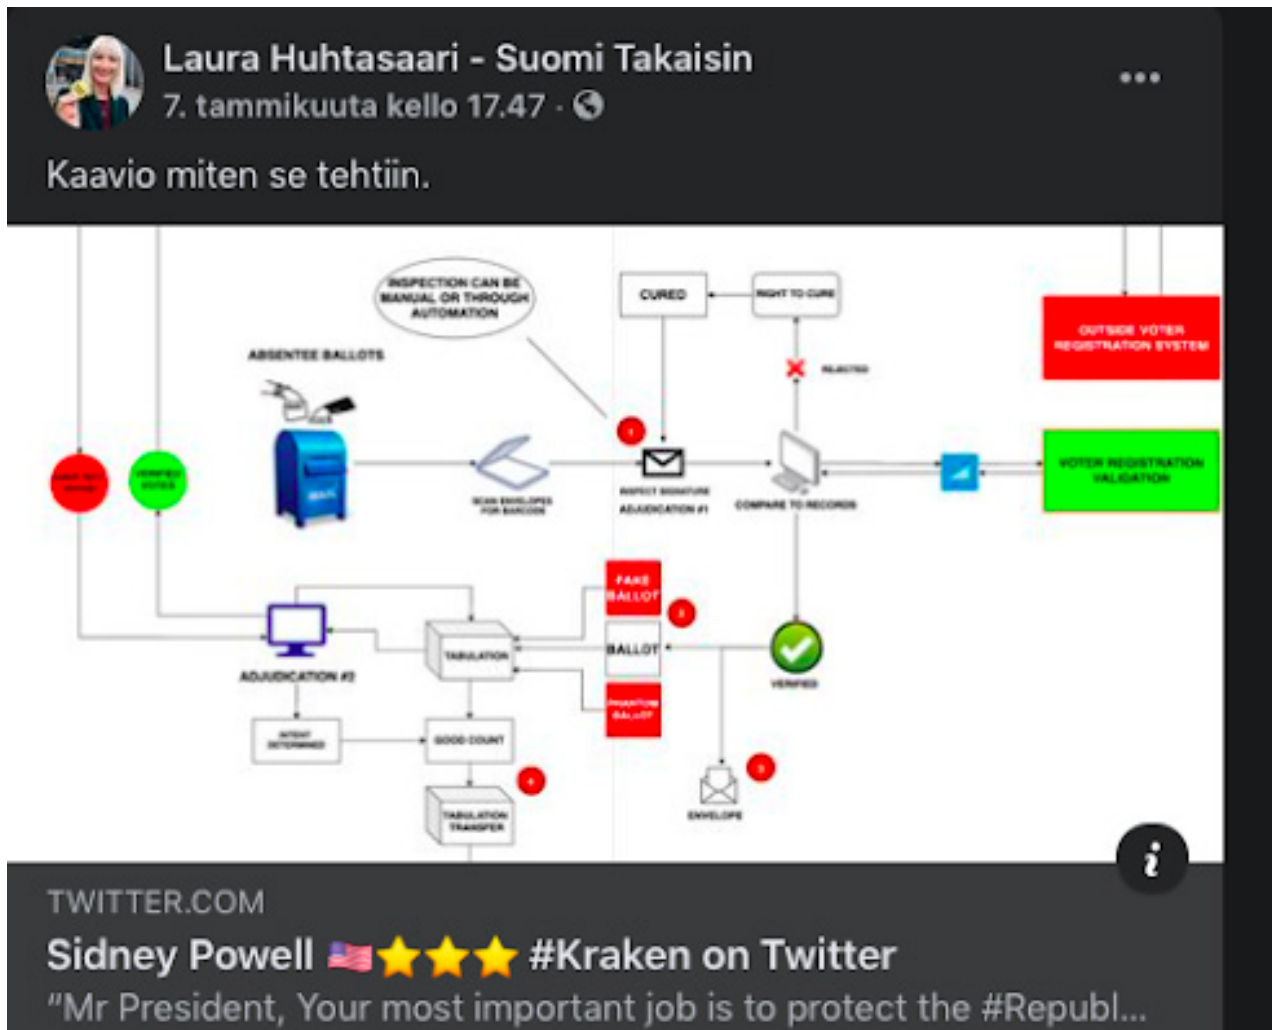 Laura Huhtasaari - Suomi Takaisin
7. tammikuuta kello 17.47 ·
Kaavio miten se tehtiin.
INSPECTION CAN BE
MANUAL OR THROUGH
AUTOMATION
CURED
RIGHT TO CURE
OUTSIDE VOTER
REGISTRATION SYSTEM
ABSENTEE BALLOTS
REJECTED
1
VERIFIED
VOTES
MAIL
SCAN ENVELOPES
FOR BARCODE
INSPECT SIGNATURE
ADJUDICATION #1
COMPARE TO RECORDS
VOTER REGISTRATION
VALIDATION
FAKE
BALLOT
TABULATION
BALLOT
ADJUDICATION #2
VERIFIED
PHANTOM
BALLOT
INTENT
DETERMINED
GOOD COUNT
TABULATION
TRANSFER
ENVELOPE
TWITTER.COM
Sidney Powell 🇺🇸⭐⭐⭐ #Kraken on Twitter
“Mr President, Your most important job is to protect the #Republ...